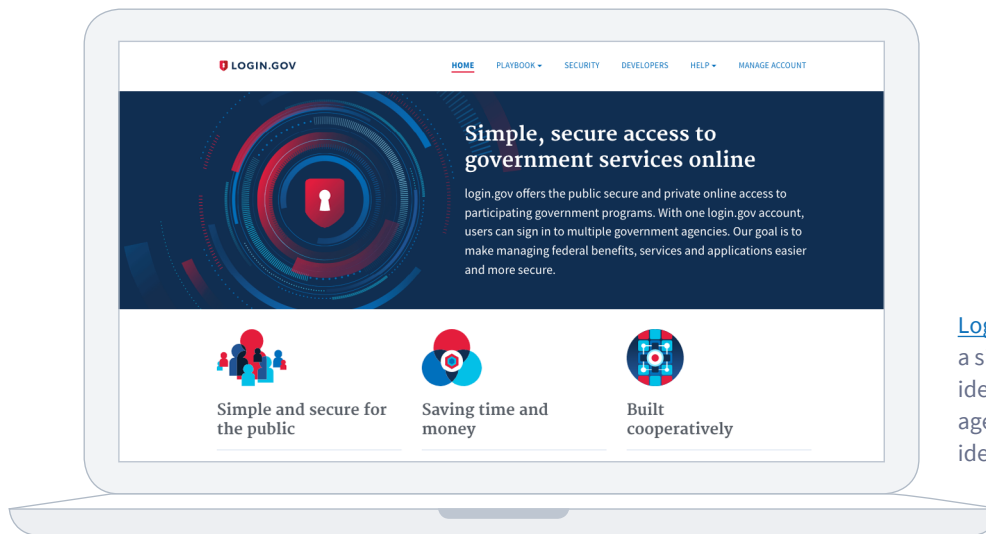 LOGIN.GOV
HOME PLAYBOOK SECURITY DEVELOPERS HELP MANAGE ACCOUNT
Simple, secure access to
government services online
login.gov offers the public secure and private online access to
participating government programs. With one login.gov account,
users can sign in to multiple government agencies. Our goal is to
make managing federal benefits, services and applications easier
and more secure.
Simple and secure for
the public
Saving time and
money
Built
cooperatively
a